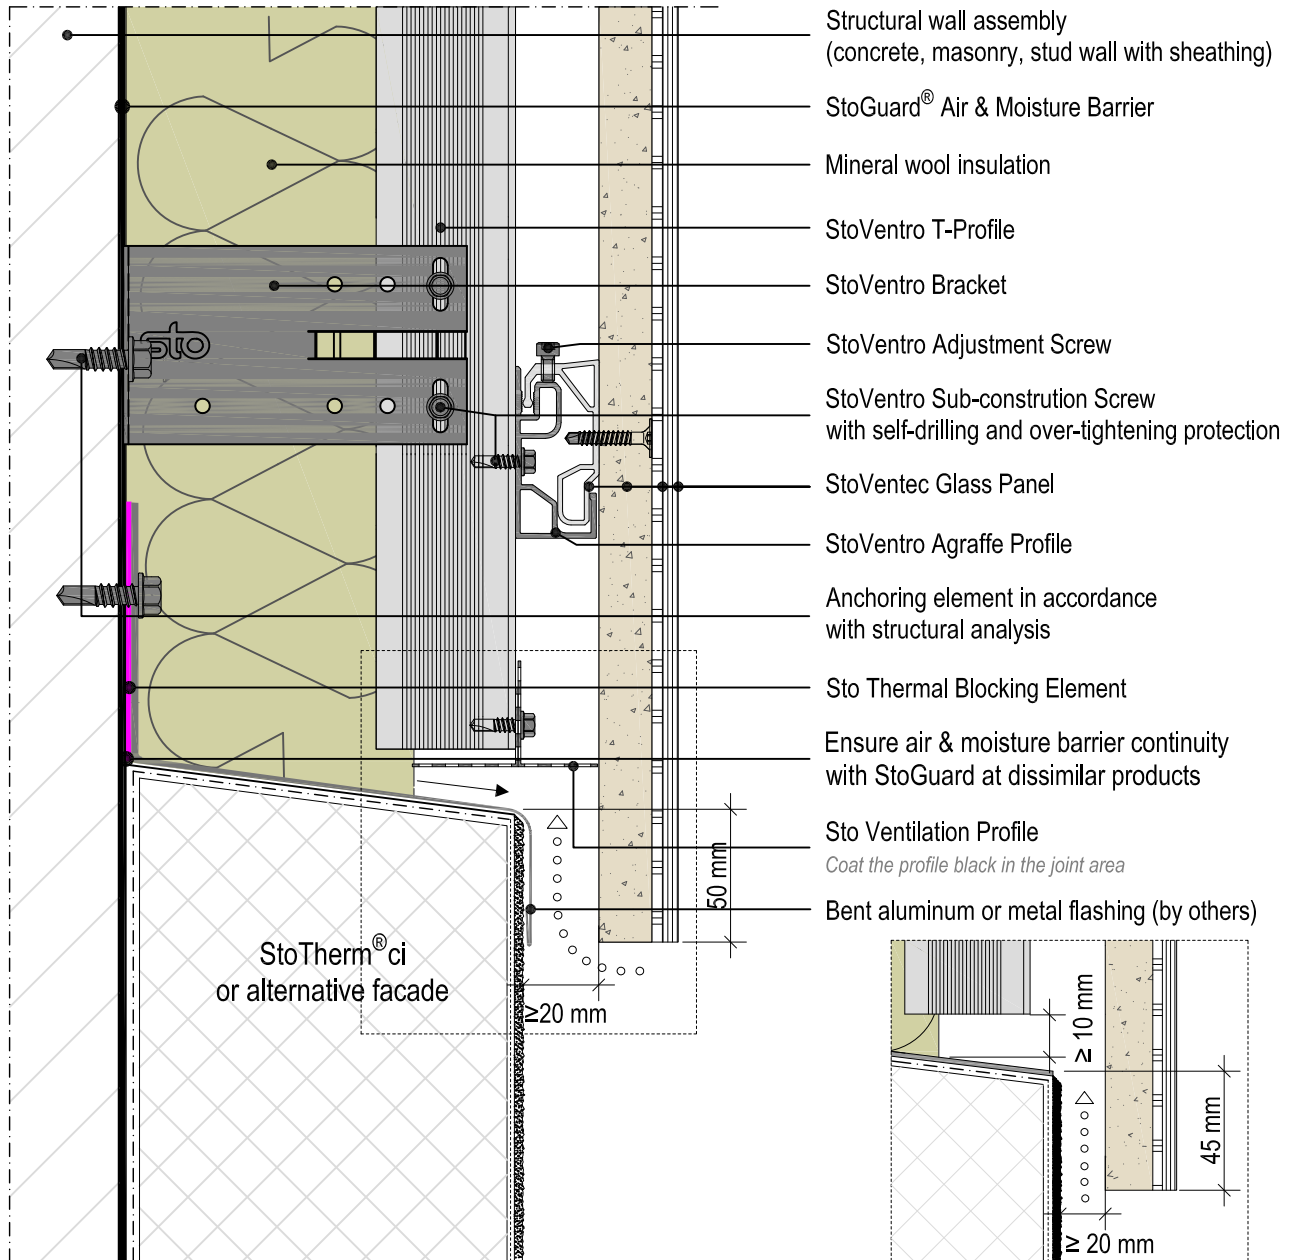 Structural wall assembly
(concrete, masonry, stud wall with sheathing)
StoGuard® Air & Moisture Barrier
Mineral wool insulation
StoVentro T-Profile
StoVentro Bracket
sto
StoVentro Adjustment Screw
StoVentro Sub-constrution Screw
with self-drilling and over-tightening protection
StoVentec Glass Panel
StoVentro Agraffe Profile
Anchoring element in accordance
with structural analysis
Sto Thermal Blocking Element
Ensure air & moisture barrier continuity
with StoGuard at dissimilar products
Sto Ventilation Profile
Coat the profile black in the joint area
Bent aluminum or metal flashing (by others)
50 mm
StoTherm® ci
or alternative facade
≥20 mm
≥ 10 mm
45 mm
≥ 20 mm